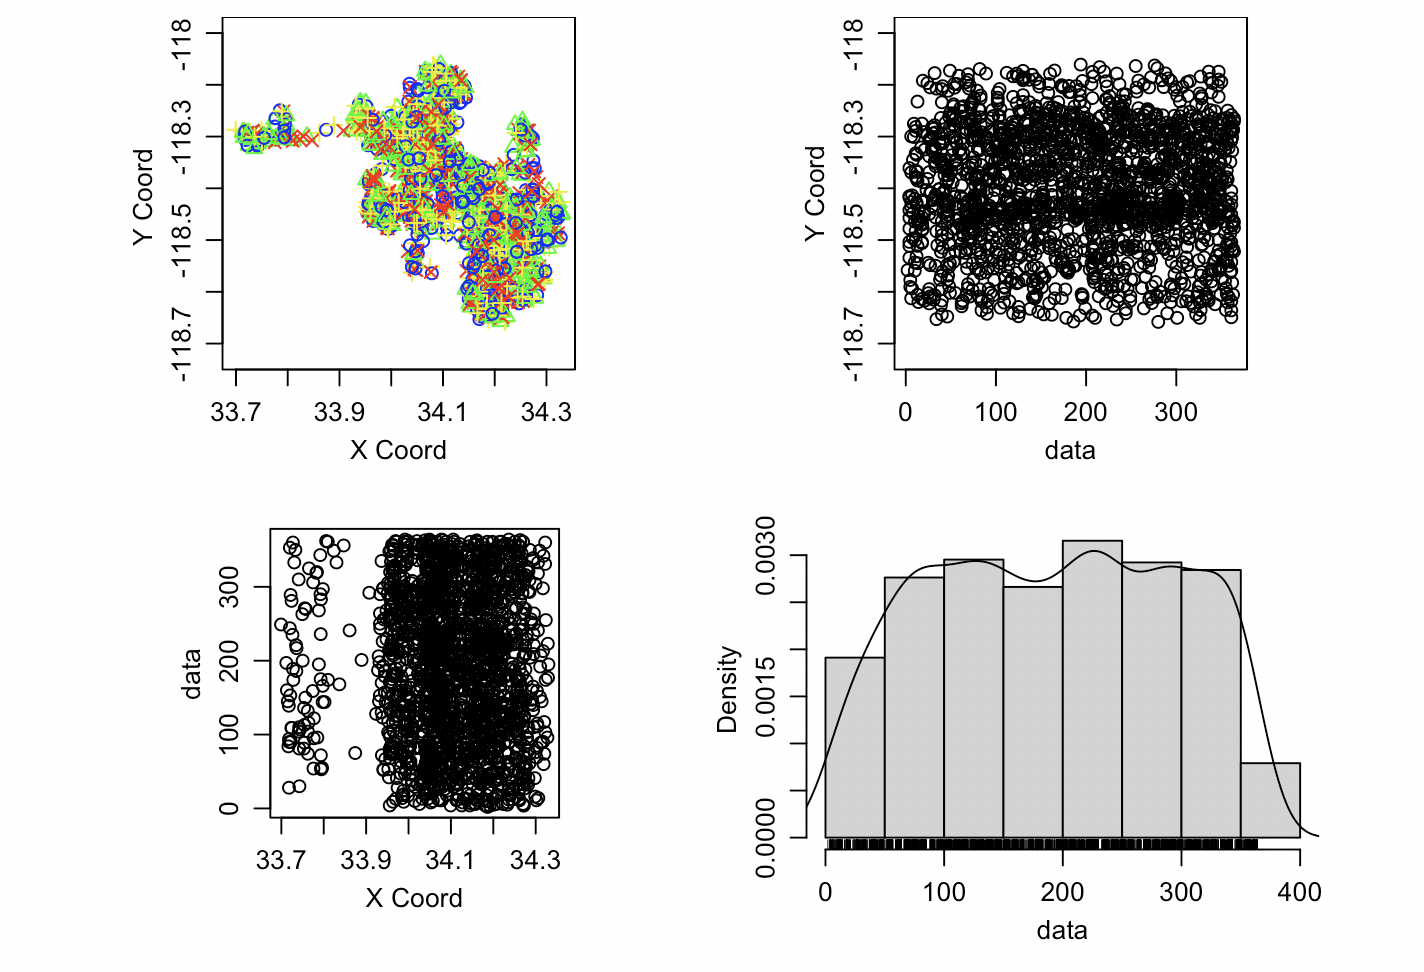 -118
-118.3
-118.5
-118.7
Y Coord
33.7 33.9 34.1 34.3
X Coord
-118
-118.3
-118.5
-118.7
Y Coord
0 100 200 300
data
300
200
100
0
data
33.7 33.9 34.1 34.3
X Coord
0.0030
0.0015
0.0000
Density
0 100 200 300 400
data